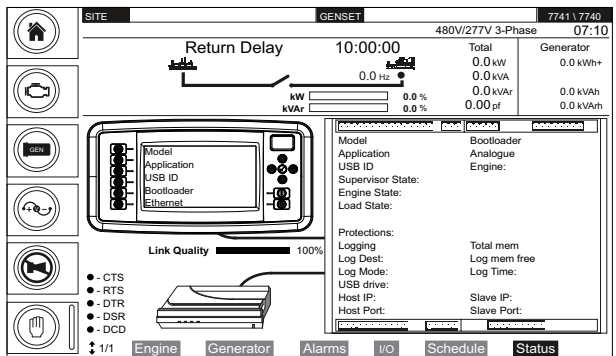 SITE GENSET 7741 \ 7740
480V/277V 3-Phase 07:10
Return Delay 10:00:00 Total Generator
0.0 kW 0.0 kWh+
0.0 Hz 0.0 kVA
kW 0.0 % 0.0 kVAr 0.0 kVAh
kVAr 0.0 % 0.00 pf 0.0 kVArh
GEN
+ V -
Model
Application
USB ID
Bootloader
Ethernet
Link Quality 100%
- CTS
- RTS
- DTR
- DSR
- DCD
Model Bootloader
Application Analogue
USB ID Engine:
Supervisor State:
Engine State:
Load State:
Protections:
Logging Total mem
Log Dest: Log mem free
Log Mode: Log Time:
USB drive:
Host IP: Slave IP:
Host Port: Slave Port:
1/1 Engine Generator Alarms I/O Schedule Status